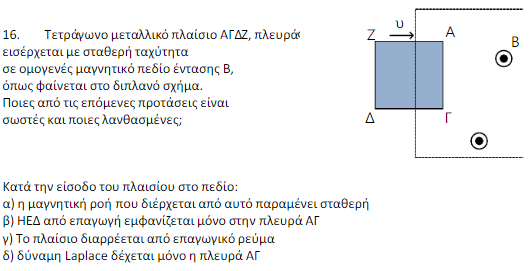 16. Τετράγωνο μεταλλικό πλαίσιο ΑΓΔΖ, πλευράς
εισέρχεται με σταθερή ταχύτητα
σε ομογενές μαγνητικό πεδίο έντασης Β,
όπως φαίνεται στο διπλανό σχήμα.
Ποιες από τις επόμενες προτάσεις είναι
σωστές και ποιες λανθασμένες;
υ
Ζ
Α
Β
Δ
Γ
Κατά την είσοδο του πλαισίου στο πεδίο:
α) η μαγνητική ροή που διέρχεται από αυτό παραμένει σταθερή
β) ΗΕΔ από επαγωγή εμφανίζεται μόνο στην πλευρά ΑΓ
γ) Το πλαίσιο διαρρέεται από επαγωγικό ρεύμα
δ) δύναμη Laplace δέχεται μόνο η πλευρά ΑΓ